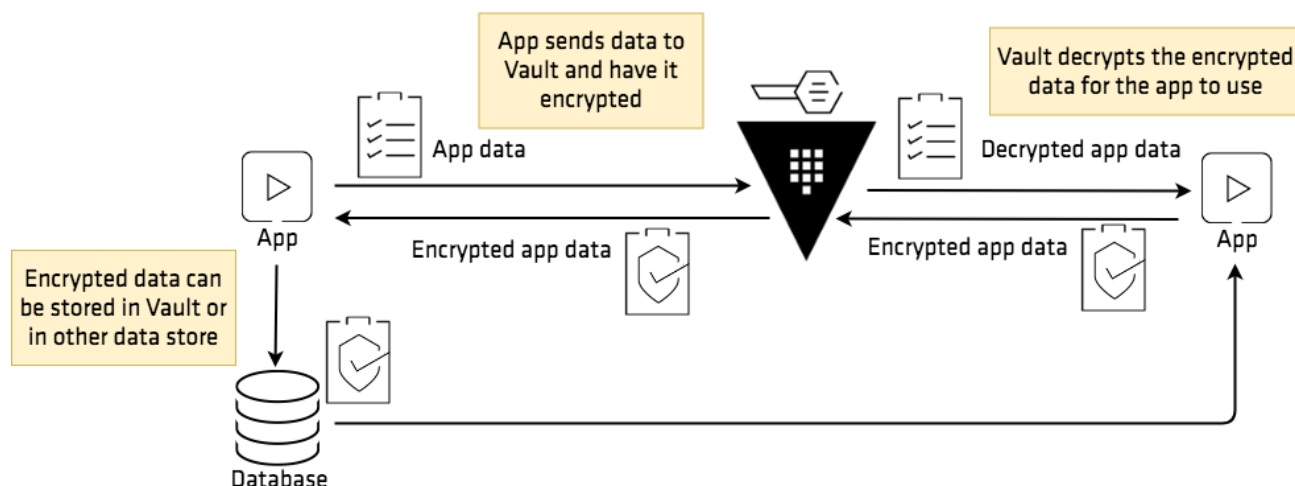 App sends data to
Vault and have it
encrypted
Vault decrypts the encrypted
data for the app to use
App data
Decrypted app data
App
Encrypted app data
Encrypted app data
App
Encrypted data can
be stored in Vault or
in other data store
Database